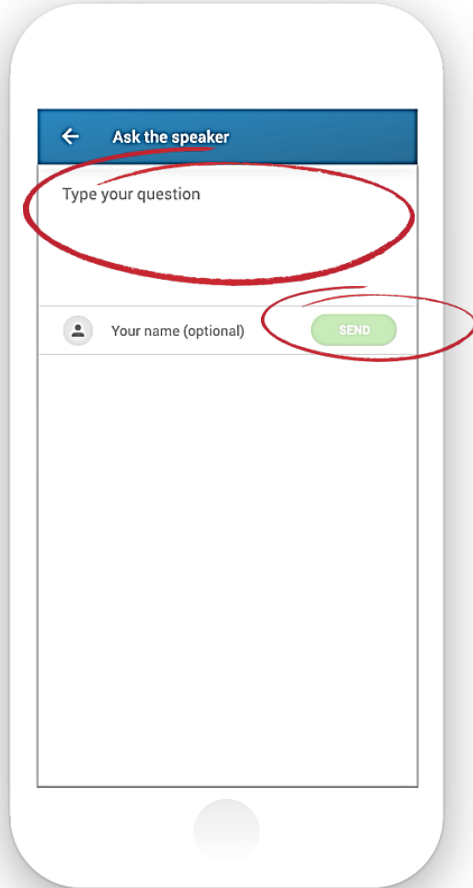 Ask the speaker
Type your question
Your name (optional)
SEND